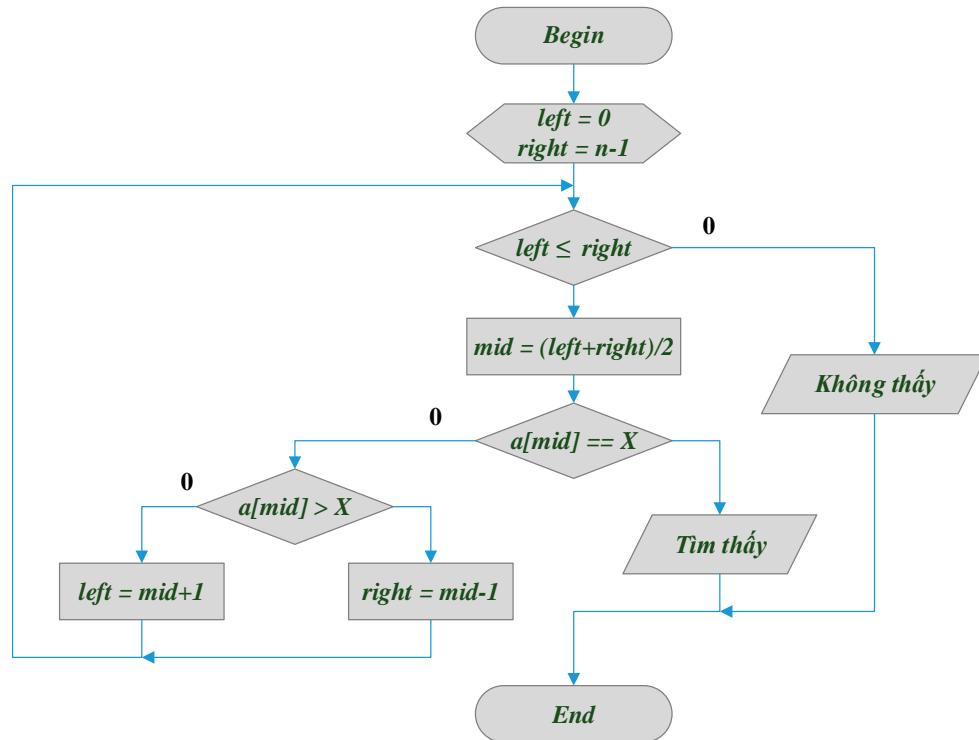 Begin
left = 0
right = n-1
left ≤ right
0
mid = (left+right)/2
Không thấy
0
a[mid] == X
0
a[mid] > X
Tìm thấy
left = mid+1
right = mid-1
End